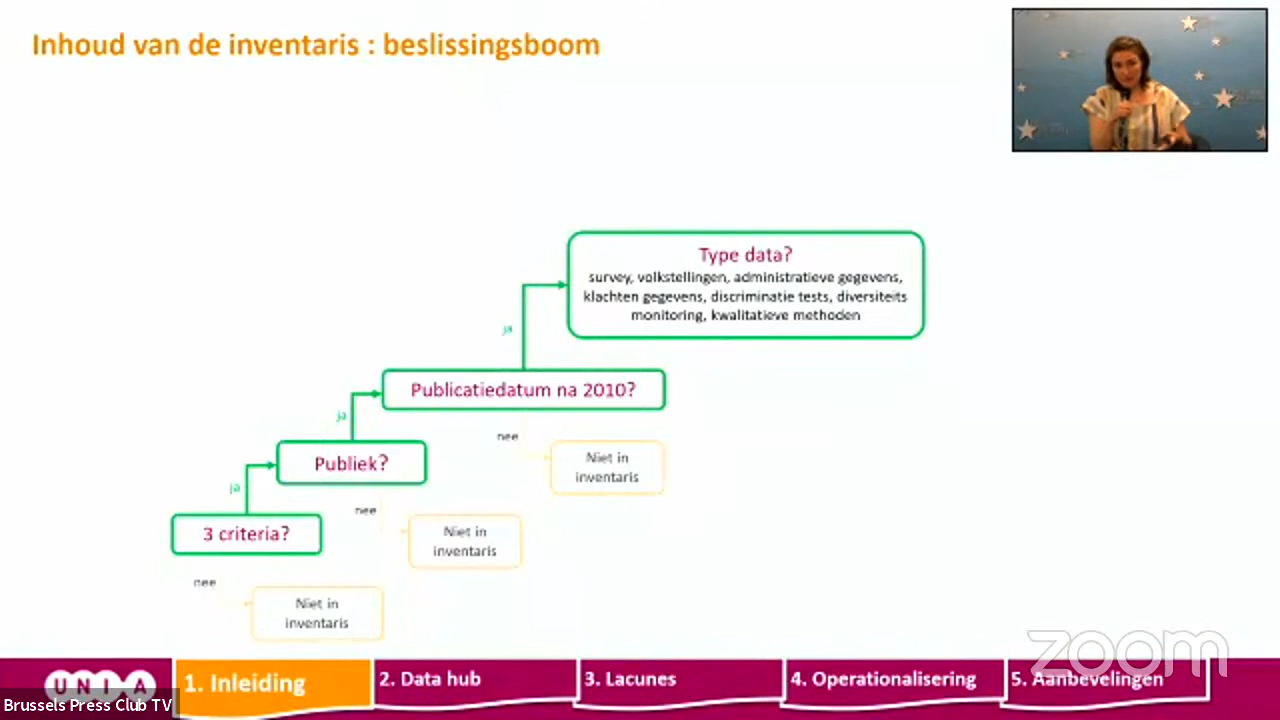 Inhoud van de inventaris : beslissingsboom
Type data?
survey, volkstellingen, administratieve gegevens,
klachten gegevens, discriminatie tests, diversiteits
monitoring, kwalitatieve methoden
ja
Publicatiedatum na 2010?
ja
nee
Niet in
inventaris
Publiek?
ja
nee
Niet in
inventaris
3 criteria?
nee
Niet in
inventaris
zoom
UNIA
1. Inleiding
2. Data hub
3. Lacunes
4. Operationalisering
5. Aanbevelingen
Brussels Press Club TV